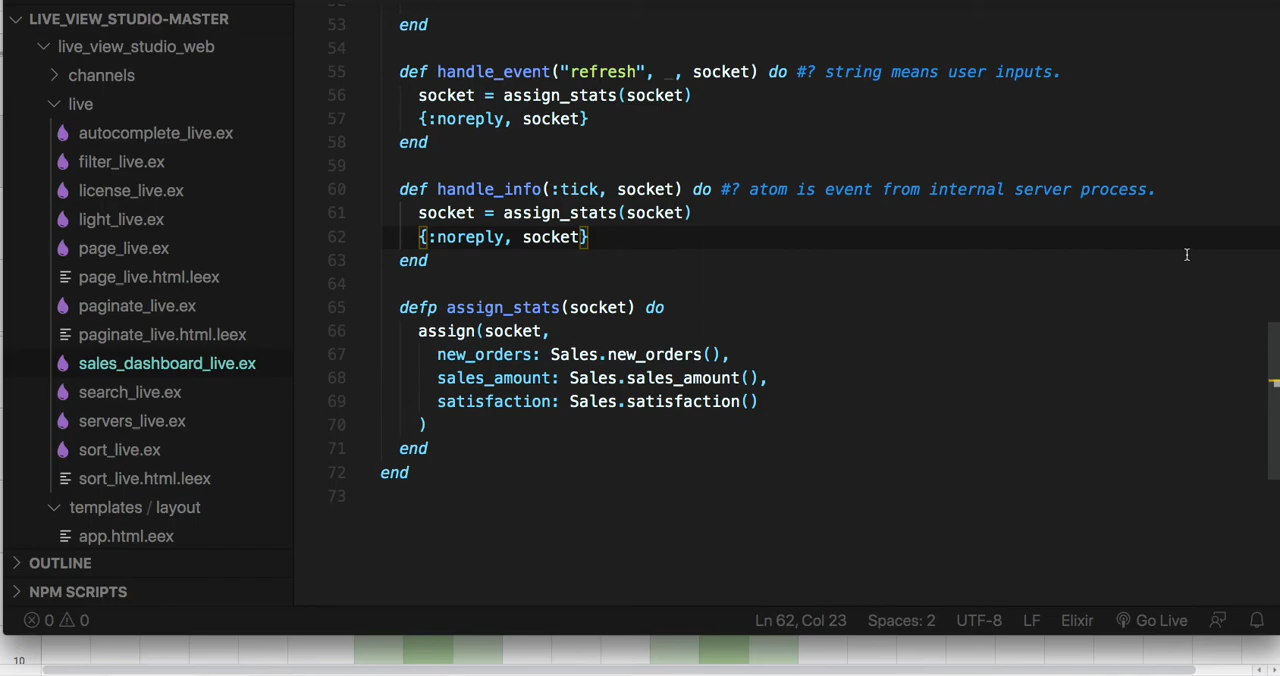 LIVE_VIEW_STUDIO-MASTER
live_view_studio_web
channels
live
autocomplete_live.ex
filter_live.ex
license_live.ex
light_live.ex
page_live.ex
page_live.html.leex
paginate_live.ex
paginate_live.html.leex
sales_dashboard_live.ex
search_live.ex
servers_live.ex
sort_live.ex
sort_live.html.leex
templates / layout
app.html.eex
OUTLINE
NPM SCRIPTS
53 end
54
55 def handle_event("refresh", _, socket) do #? string means user inputs.
56 socket = assign_stats(socket)
57 {:noreply, socket}
58 end
59
60 def handle_info(:tick, socket) do #? atom is event from internal server process.
61 socket = assign_stats(socket)
62 {:noreply, socket}
63 end
64
65 defp assign_stats(socket) do
66 assign(socket,
67 new_orders: Sales.new_orders(),
68 sales_amount: Sales.sales_amount(),
69 satisfaction: Sales.satisfaction()
70 )
71 end
72 end
73
0 0 Ln 62, Col 23 Spaces: 2 UTF-8 LF Elixir Go Live
10